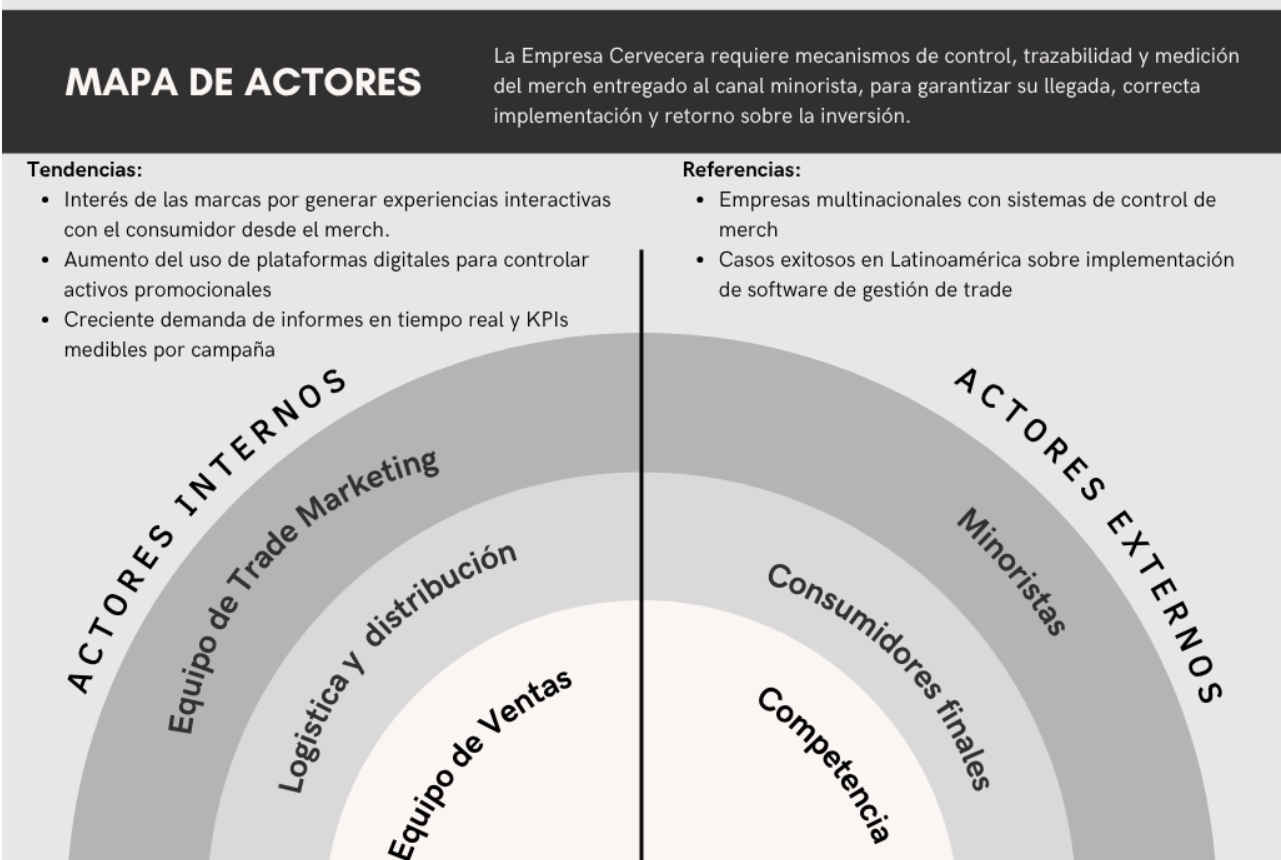 MAPA DE ACTORES
La Empresa Cervecera requiere mecanismos de control, trazabilidad y medición
del merch entregado al canal minorista, para garantizar su llegada, correcta
implementación y retorno sobre la inversión.
Tendencias:
• Interés de las marcas por generar experiencias interactivas
con el consumidor desde el merch.
• Aumento del uso de plataformas digitales para controlar
activos promocionales
• Creciente demanda de informes en tiempo real y KPIs
medibles por campaña
Referencias:
• Empresas multinacionales con sistemas de control de
merch
• Casos exitosos en Latinoamérica sobre implementación
de software de gestión de trade
ACTORES INTERNOS
Equipo de Trade Marketing
Logistica y distribución
Equipo de Ventas
ACTORES EXTERNOS
Minoristas
Consumidores finales
Competencia